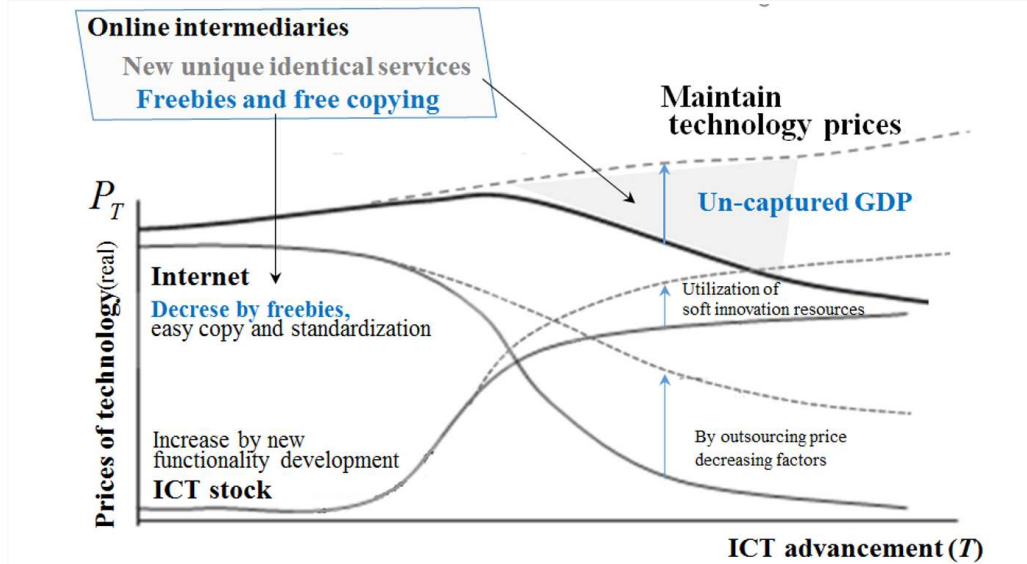 Online intermediaries
New unique identical services
Freebies and free copying
Maintain
technology prices
P_T
Un-captured GDP
Internet
Decrese by freebies,
easy copy and standardization
Utilization of
soft innovation resources
Prices of technology(real)
Increase by new
functionality development
ICT stock
By outsourcing price
decreasing factors
ICT advancement (T)